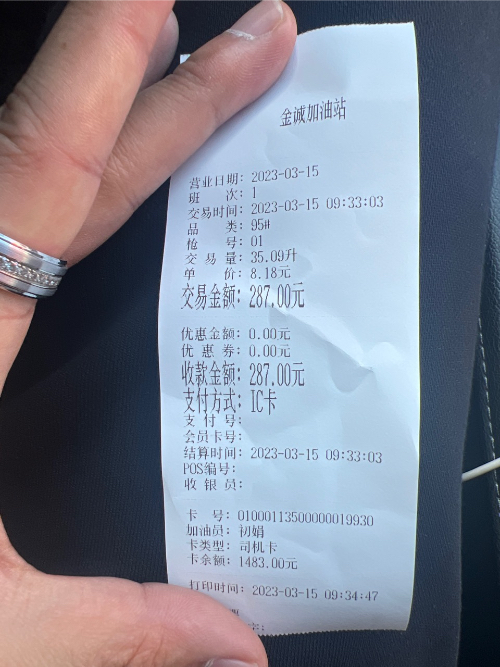 金诚加油站
营业日期: 2023-03-15
班 次: 1
交易时间: 2023-03-15 09:33:03
品 类: 95#
枪 号: 01
交 易 量: 35.09升
单 价: 8.18元
交易金额: 287.00元
优惠金额: 0.00元
优 惠 券: 0.00元
收款金额: 287.00元
支付方式: IC卡
支 付 号:
会员卡号:
结算时间: 2023-03-15 09:33:03
POS编号:
收 银 员:
卡 号: 01000113500000019930
加油员: 初娟
卡类型: 司机卡
卡余额: 1483.00元
打印时间: 2023-03-15 09:34:47